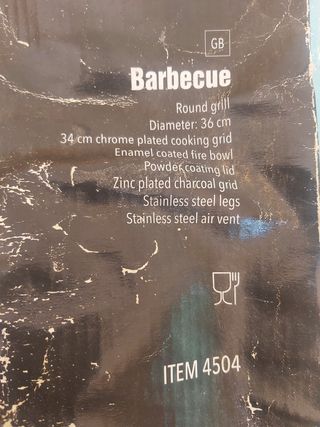 GB
Barbecue
Round grill
Diameter: 36 cm
34 cm chrome plated cooking grid
Enamel coated fire bowl
Powder coating lid
Zinc plated charcoal grid
Stainless steel legs
Stainless steel air vent
ITEM 4504